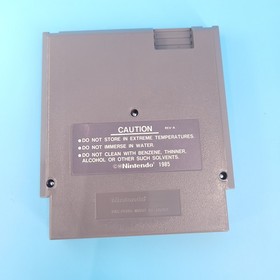 CAUTION
●DO NOT STORE IN EXTREME TEMPERATURES.
●DO NOT IMMERSE IN WATER.
●DO NOT CLEAN WITH BENZENE, THINNER,
ALCOHOL OR OTHER SUCH SOLVENTS.
Nintendo 1985